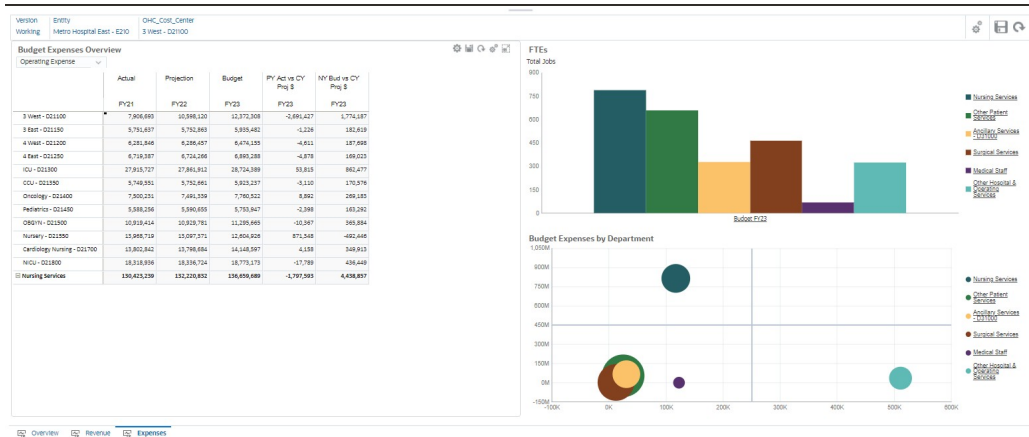 Version Entity OHC_Cost_Center
Working Metro Hospital East - E210 3 West - D21100
Budget Expenses Overview
Operating Expense
Actual Projection Budget PY Act vs CY Proj $ NY Bud vs CY Proj $
FY21 FY22 FY23 FY23 FY23
3 West - D21100 7,906,693 10,598,120 12,372,308 -2,691,427 1,774,187
3 East - D21150 5,751,637 5,752,863 5,935,482 -1,226 182,619
4 West - D21200 6,281,846 6,286,457 6,474,155 -4,611 187,698
4 East - D21250 6,719,387 6,724,266 6,893,288 -4,878 169,023
ICU - D21300 27,915,727 27,861,912 28,724,389 53,815 862,477
CCU - D21350 5,749,551 5,752,661 5,923,237 -3,110 170,576
Oncology - D21400 7,500,231 7,491,339 7,760,522 8,892 269,183
Pediatrics - D21450 5,588,256 5,590,655 5,753,947 -2,398 163,292
OBGYN - D21500 10,919,414 10,929,781 11,295,665 -10,367 365,884
Nursery - D21550 13,968,719 13,097,371 12,604,926 871,348 -492,446
Cardiology Nursing - D21700 13,802,842 13,798,684 14,148,597 4,158 349,913
NICU - D21800 18,318,936 18,336,724 18,773,173 -17,789 436,449
Nursing Services 130,423,239 132,220,832 136,659,689 -1,797,593 4,438,857
FTEs
Total Jobs
900
750
600
450
300
150
0
Budget FY23
Nursing Services
Other Patient
Services
Ancillary Services
- D31000
Surgical Services
Medical Staff
Other Hospital &
Operating
Services
Budget Expenses by Department
1,050M
900M
750M
600M
450M
300M
150M
0M
-150M
-100K 0K 100K 200K 300K 400K 500K 600K
Nursing Services
Other Patient
Services
Ancillary Services
- D31000
Surgical Services
Medical Staff
Other Hospital &
Operating
Services
Overview Revenue Expenses